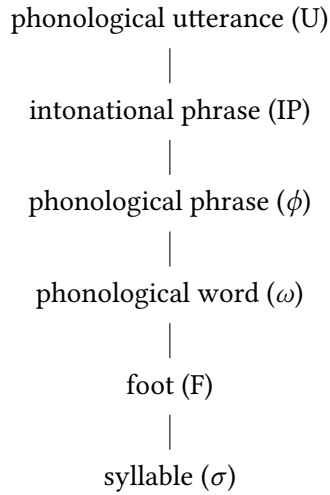 phonological utterance (U)
intonational phrase (IP)
phonological phrase (ϕ)
phonological word (ω)
foot (F)
syllable (σ)